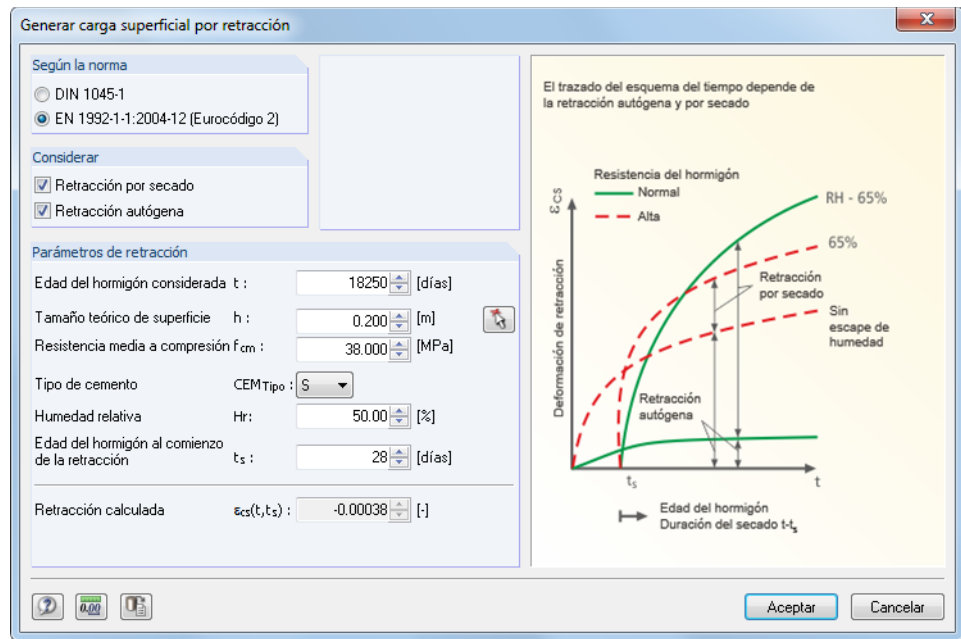 Generar carga superficial por retracción
Según la norma
DIN 1045-1
EN 1992-1-1:2004-12 (Eurocódigo 2)
Considerar
Retracción por secado
Retracción autógena
Parámetros de retracción
Edad del hormigón considerada t : 18250 [días]
Tamaño teórico de superficie h : 0.200 [m]
Resistencia media a compresión fcm : 38.000 [MPa]
Tipo de cemento CEMTipo : S
Humedad relativa Hr: 50.00 [%]
Edad del hormigón al comienzo
de la retracción ts : 28 [días]
Retracción calculada εcs(t,ts) : -0.00038 [-]
El trazado del esquema del tiempo depende de
la retracción autógena y por secado
Resistencia del hormigón
Normal
Alta
εcs
Deformación de retracción
RH - 65%
65%
Retracción
por secado
Sin
escape de
humedad
Retracción
autógena
ts
t
Edad del hormigón
Duración del secado t-ts
0.00
Aceptar
Cancelar